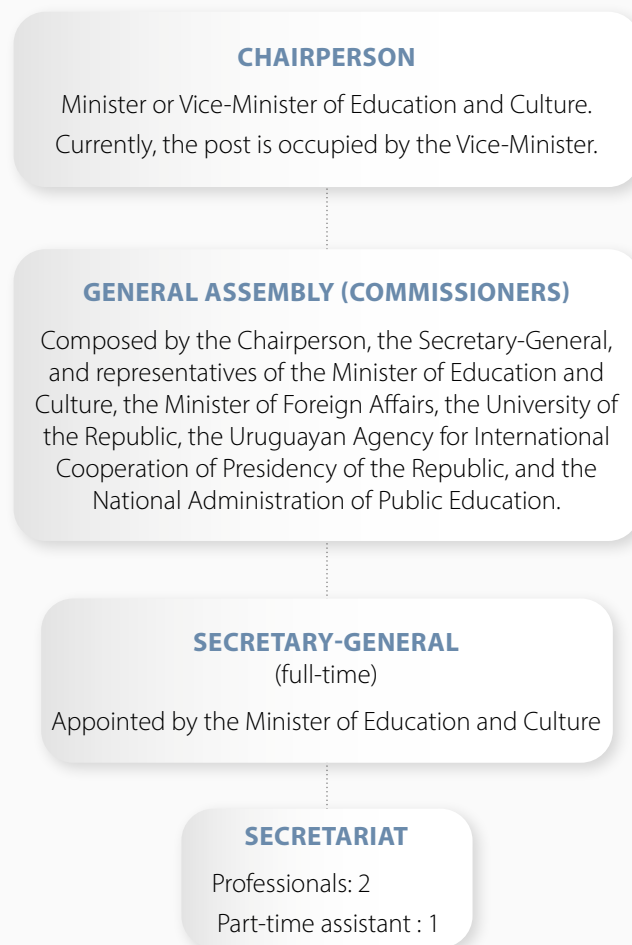 CHAIRPERSON
Minister or Vice-Minister of Education and Culture.
Currently, the post is occupied by the Vice-Minister.
GENERAL ASSEMBLY (COMMISSIONERS)
Composed by the Chairperson, the Secretary-General,
and representatives of the Minister of Education and
Culture, the Minister of Foreign Affairs, the University of
the Republic, the Uruguayan Agency for International
Cooperation of Presidency of the Republic, and the
National Administration of Public Education.
SECRETARY-GENERAL
(full-time)
Appointed by the Minister of Education and Culture
SECRETARIAT
Professionals: 2
Part-time assistant : 1